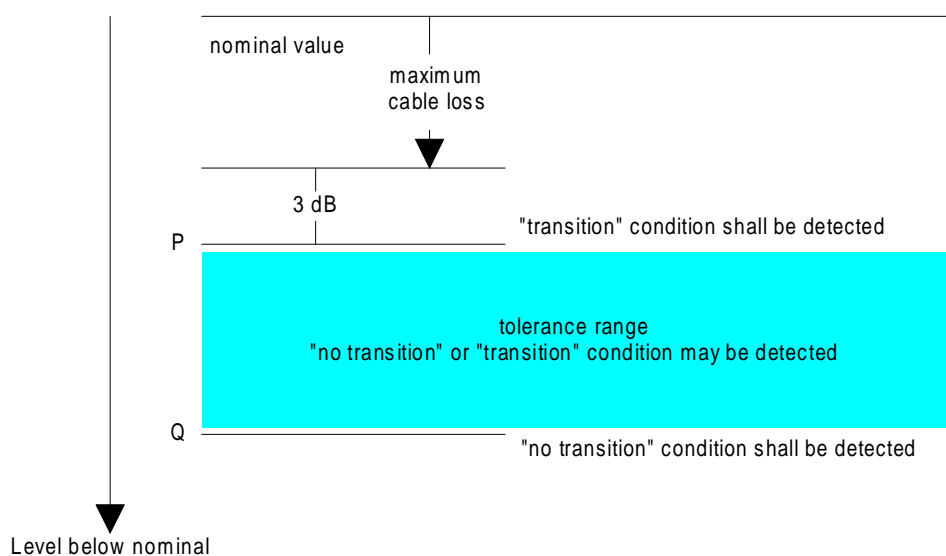 nominal value
maximum
cable loss
3 dB
"transition" condition shall be detected
P
tolerance range
"no transition" or "transition" condition may be detected
Q
"no transition" condition shall be detected
Level below nominal